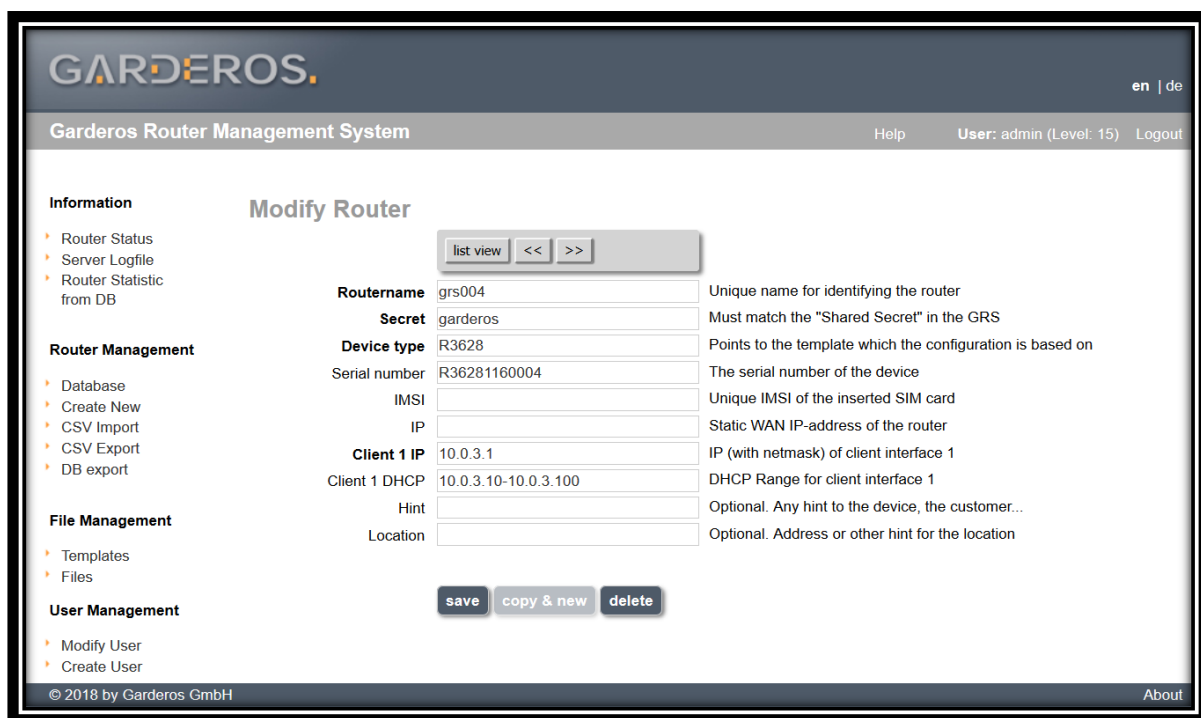 GARDEROS.
en | de
Garderos Router Management System Help User: admin (Level: 15) Logout
Information
Router Status
Server Logfile
Router Statistic
from DB
Router Management
Database
Create New
CSV Import
CSV Export
DB export
File Management
Templates
Files
User Management
Modify User
Create User
Modify Router
list view << >>
Routername grs004 Unique name for identifying the router
Secret garderos Must match the "Shared Secret" in the GRS
Device type R3628 Points to the template which the configuration is based on
Serial number R36281160004 The serial number of the device
IMSI Unique IMSI of the inserted SIM card
IP Static WAN IP-address of the router
Client 1 IP 10.0.3.1 IP (with netmask) of client interface 1
Client 1 DHCP 10.0.3.10-10.0.3.100 DHCP Range for client interface 1
Hint Optional. Any hint to the device, the customer...
Location Optional. Address or other hint for the location
save copy & new delete
© 2018 by Garderos GmbH About